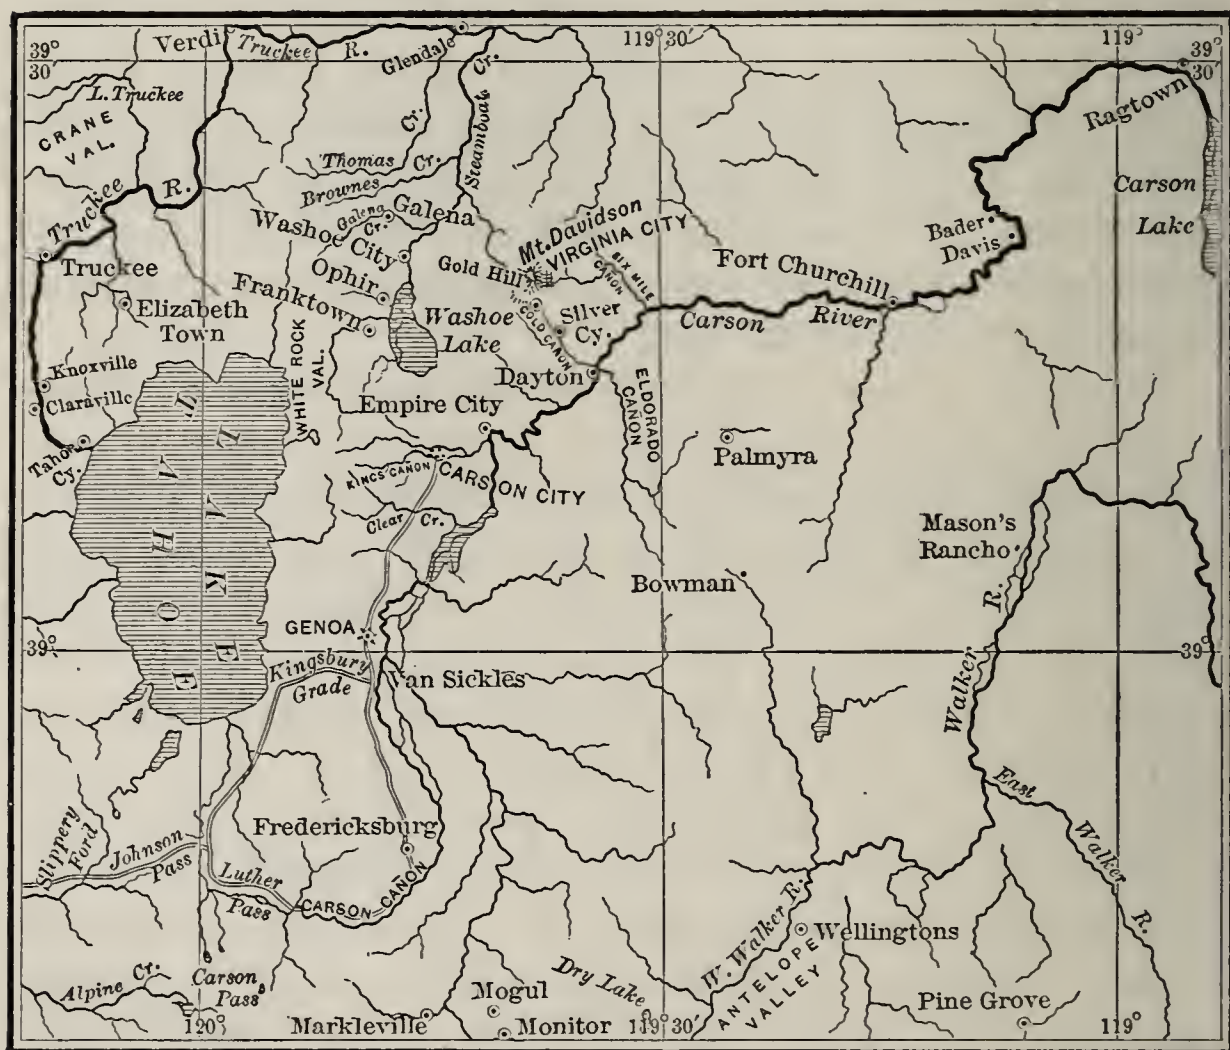 39°
30′
Verdi
Truckee R.
Glendale
119° 30′
119°
39°
30′
L. Truckee
CRANE
VAL.
Cr.
Cr.
Steamboat
Ragtown
Thomas Cr.
Brownes
Galena
Cr.
Galena
Carson
Lake
Truckee R.
Washoe City
Mt. Davidson
VIRGINIA CITY
Bader
Davis
Truckee
Ophir
Gold Hill
SIX MILE
CAÑON
Fort Churchill
Elizabeth
Town
Franktown
Washoe
Lake
GOLD CAÑON
Silver
Cy.
Carson River
Knoxville
Claraville
WHITE ROCK
VAL.
Dayton
ELDORADO
CAÑON
Empire City
Tahoe
Cy.
Palmyra
LAKE
TAHOE
KINGS CAÑON
CARSON CITY
Clear Cr.
Mason's
Rancho
Bowman
GENOA
39°
39°
Walker R.
Kingsbury
Grade
Van Sickles
East Walker R.
Slippery
Ford
Johnson
Pass
Fredericksburg
Luther
Pass
CARSON CAÑON
W. Walker R.
Wellingtons
ANTELOPE
VALLEY
Alpine Cr.
Carson
Pass
Dry Lake
Mogul
Pine Grove
120°
Markleville
Monitor
119° 30′
119°